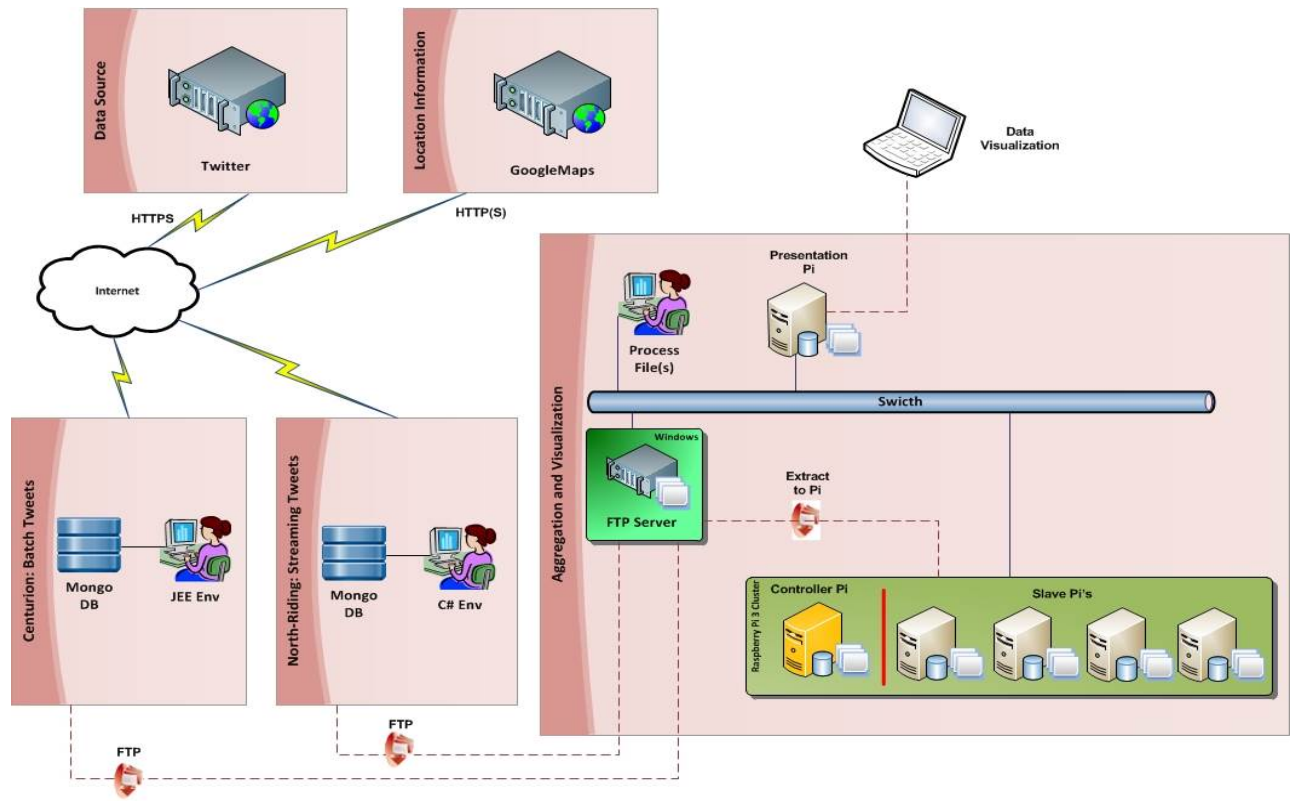 Data Source
Twitter
Location Information
GoogleMaps
Data
Visualization
HTTPS
HTTP(S)
Internet
Aggregation and Visualization
Process
File(s)
Presentation
Pi
Swicth
Windows
FTP Server
Extract
to Pi
Raspberry Pi 3 Cluster
Controller PI
Slave Pi's
Centurion: Batch Tweets
Mongo
DB
JEE Env
North-Riding: Streaming Tweets
Mongo
DB
C# Env
FTP
FTP